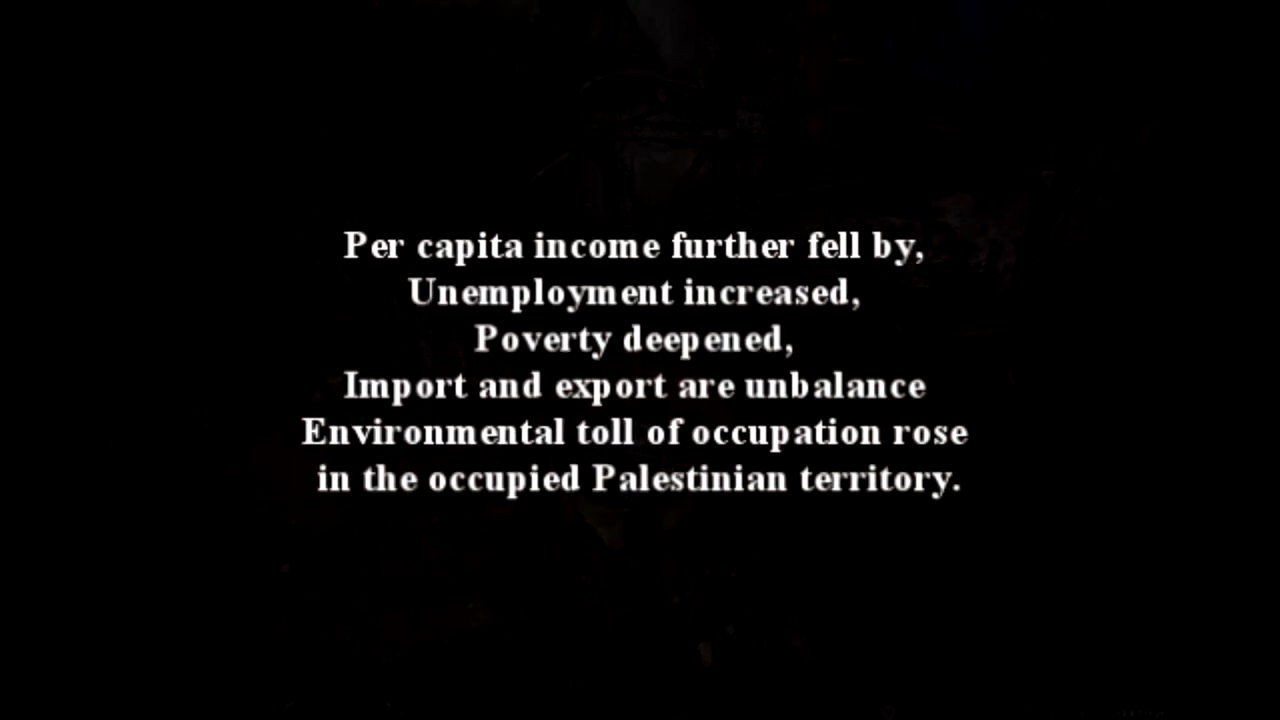 Per capita income further fell by,
Unemployment increased,
Poverty deepened,
Import and export are unbalance
Environmental toll of occupation rose
in the occupied Palestinian territory.